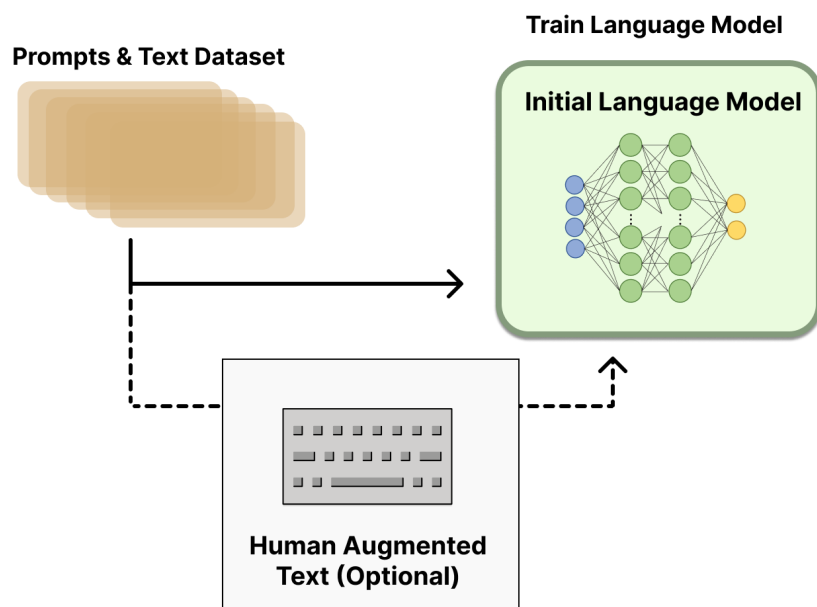 Train Language Model
Prompts & Text Dataset
Initial Language Model
Human Augmented
Text (Optional)